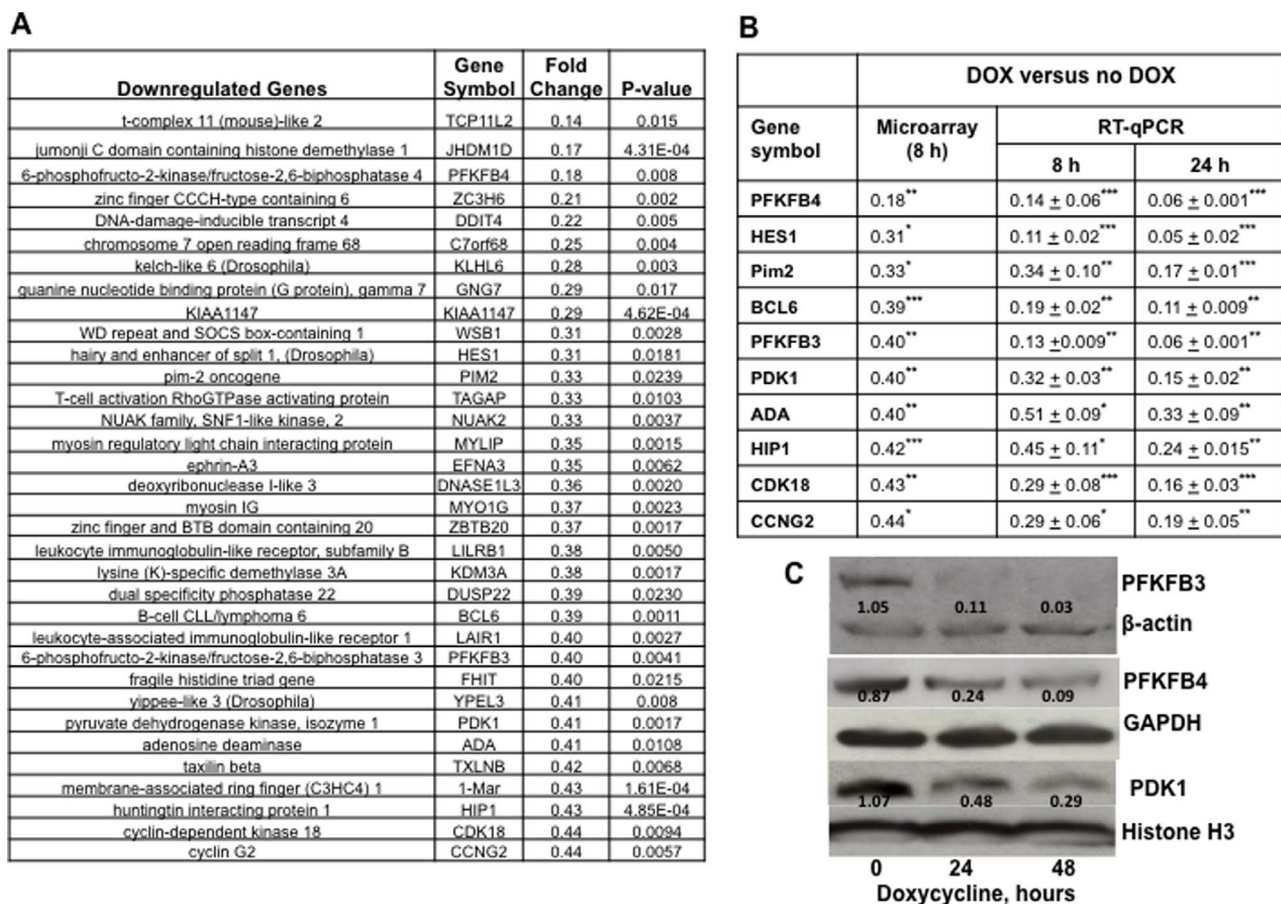 A
Downregulated Genes Gene Symbol Fold Change P-value
t-complex 11 (mouse)-like 2 TCP11L2 0.14 0.015
jumonji C domain containing histone demethylase 1 JHDM1D 0.17 4.31E-04
6-phosphofructo-2-kinase/fructose-2,6-biphosphatase 4 PFKFB4 0.18 0.008
zinc finger CCCH-type containing 6 ZC3H6 0.21 0.002
DNA-damage-inducible transcript 4 DDIT4 0.22 0.005
chromosome 7 open reading frame 68 C7orf68 0.25 0.004
kelch-like 6 (Drosophila) KLHL6 0.28 0.003
guanine nucleotide binding protein (G protein), gamma 7 GNG7 0.29 0.017
KIAA1147 KIAA1147 0.29 4.62E-04
WD repeat and SOCS box-containing 1 WSB1 0.31 0.0028
hairy and enhancer of split 1, (Drosophila) HES1 0.31 0.0181
pim-2 oncogene PIM2 0.33 0.0239
T-cell activation RhoGTPase activating protein TAGAP 0.33 0.0103
NUAK family, SNF1-like kinase, 2 NUAK2 0.33 0.0037
myosin regulatory light chain interacting protein MYLIP 0.35 0.0015
ephrin-A3 EFNA3 0.35 0.0062
deoxyribonuclease I-like 3 DNASE1L3 0.36 0.0020
myosin IG MYO1G 0.37 0.0023
zinc finger and BTB domain containing 20 ZBTB20 0.37 0.0017
leukocyte immunoglobulin-like receptor, subfamily B LILRB1 0.38 0.0050
lysine (K)-specific demethylase 3A KDM3A 0.38 0.0017
dual specificity phosphatase 22 DUSP22 0.39 0.0230
B-cell CLL/lymphoma 6 BCL6 0.39 0.0011
leukocyte-associated immunoglobulin-like receptor 1 LAIR1 0.40 0.0027
6-phosphofructo-2-kinase/fructose-2,6-biphosphatase 3 PFKFB3 0.40 0.0041
fragile histidine triad gene FHIT 0.40 0.0215
yippee-like 3 (Drosophila) YPEL3 0.41 0.008
pyruvate dehydrogenase kinase, isozyme 1 PDK1 0.41 0.0017
adenosine deaminase ADA 0.41 0.0108
taxilin beta TXLNB 0.42 0.0068
membrane-associated ring finger (C3HC4) 1 1-Mar 0.43 1.61E-04
huntingtin interacting protein 1 HIP1 0.43 4.85E-04
cyclin-dependent kinase 18 CDK18 0.44 0.0094
cyclin G2 CCNG2 0.44 0.0057
B
DOX versus no DOX
Gene symbol Microarray (8 h) RT-qPCR
8 h 24 h
PFKFB4 0.18** 0.14 ± 0.06*** 0.06 ± 0.001***
HES1 0.31* 0.11 ± 0.02*** 0.05 ± 0.02***
Pim2 0.33* 0.34 ± 0.10** 0.17 ± 0.01***
BCL6 0.39*** 0.19 ± 0.02** 0.11 ± 0.009**
PFKFB3 0.40** 0.13 ±0.009** 0.06 ± 0.001**
PDK1 0.40** 0.32 ± 0.03** 0.15 ± 0.02**
ADA 0.40** 0.51 ± 0.09* 0.33 ± 0.09**
HIP1 0.42*** 0.45 ± 0.11* 0.24 ± 0.015**
CDK18 0.43** 0.29 ± 0.08*** 0.16 ± 0.03***
CCNG2 0.44* 0.29 ± 0.06* 0.19 ± 0.05**
C
PFKFB3
1.05 0.11 0.03
β-actin
PFKFB4
0.87 0.24 0.09
GAPDH
PDK1
1.07 0.48 0.29
Histone H3
0 24 48
Doxycycline, hours